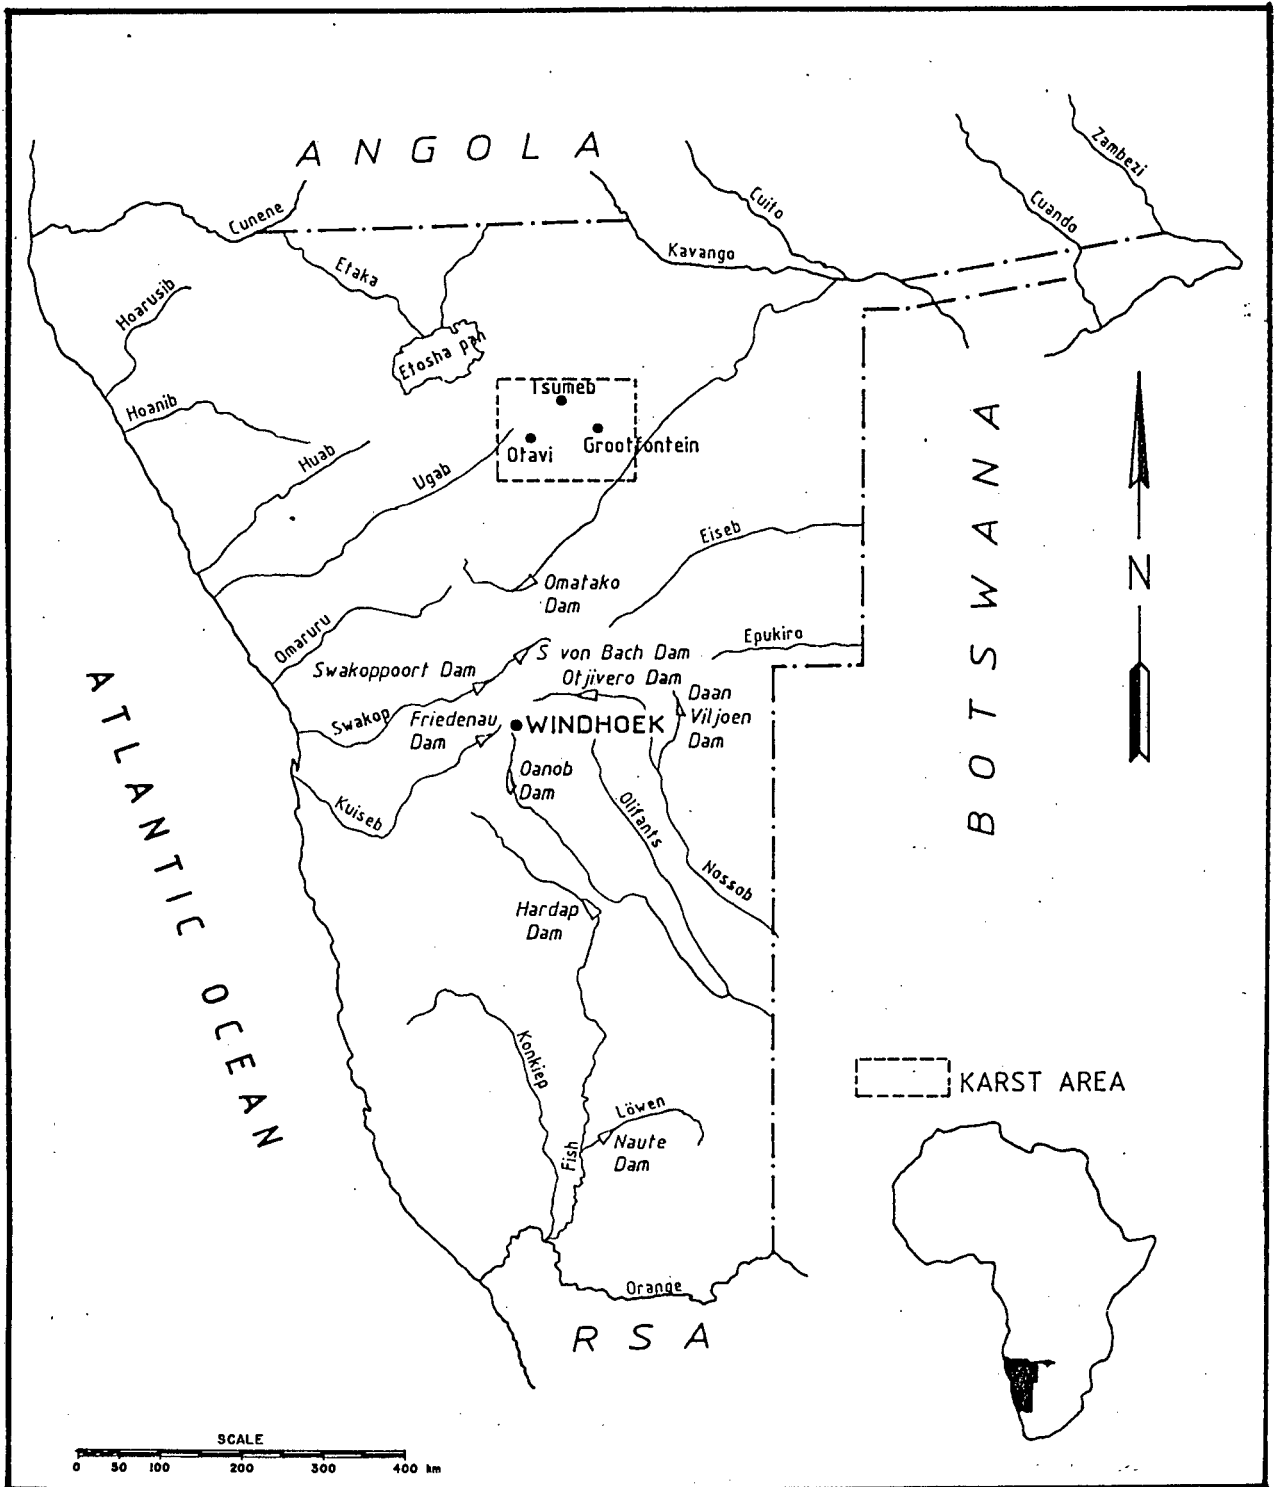 ANGOLA
Zambezi
Cuito
Cuando
Cunene
Kavango
Etaka
Hoarusib
Etosha pan
Tsumeb
Hoanib
Grootfontein
Otavi
Huab
Ugab
BOTSWANA
Eiseb
N
Omatako
Dam
Omaruru
Epukiro
S von Bach Dam
Swakoppoort Dam
Otjivero Dam
Daan
Viljoen
Dam
Swakop
Friedenau
Dam
WINDHOEK
ATLANTIC OCEAN
Oanob
Dam
Kuiseb
Olifants
Nossob
Hardap
Dam
Konkiep
KARST AREA
Löwen
Naute
Dam
Fish
Orange
RSA
SCALE
0 50 100 200 300 400 km